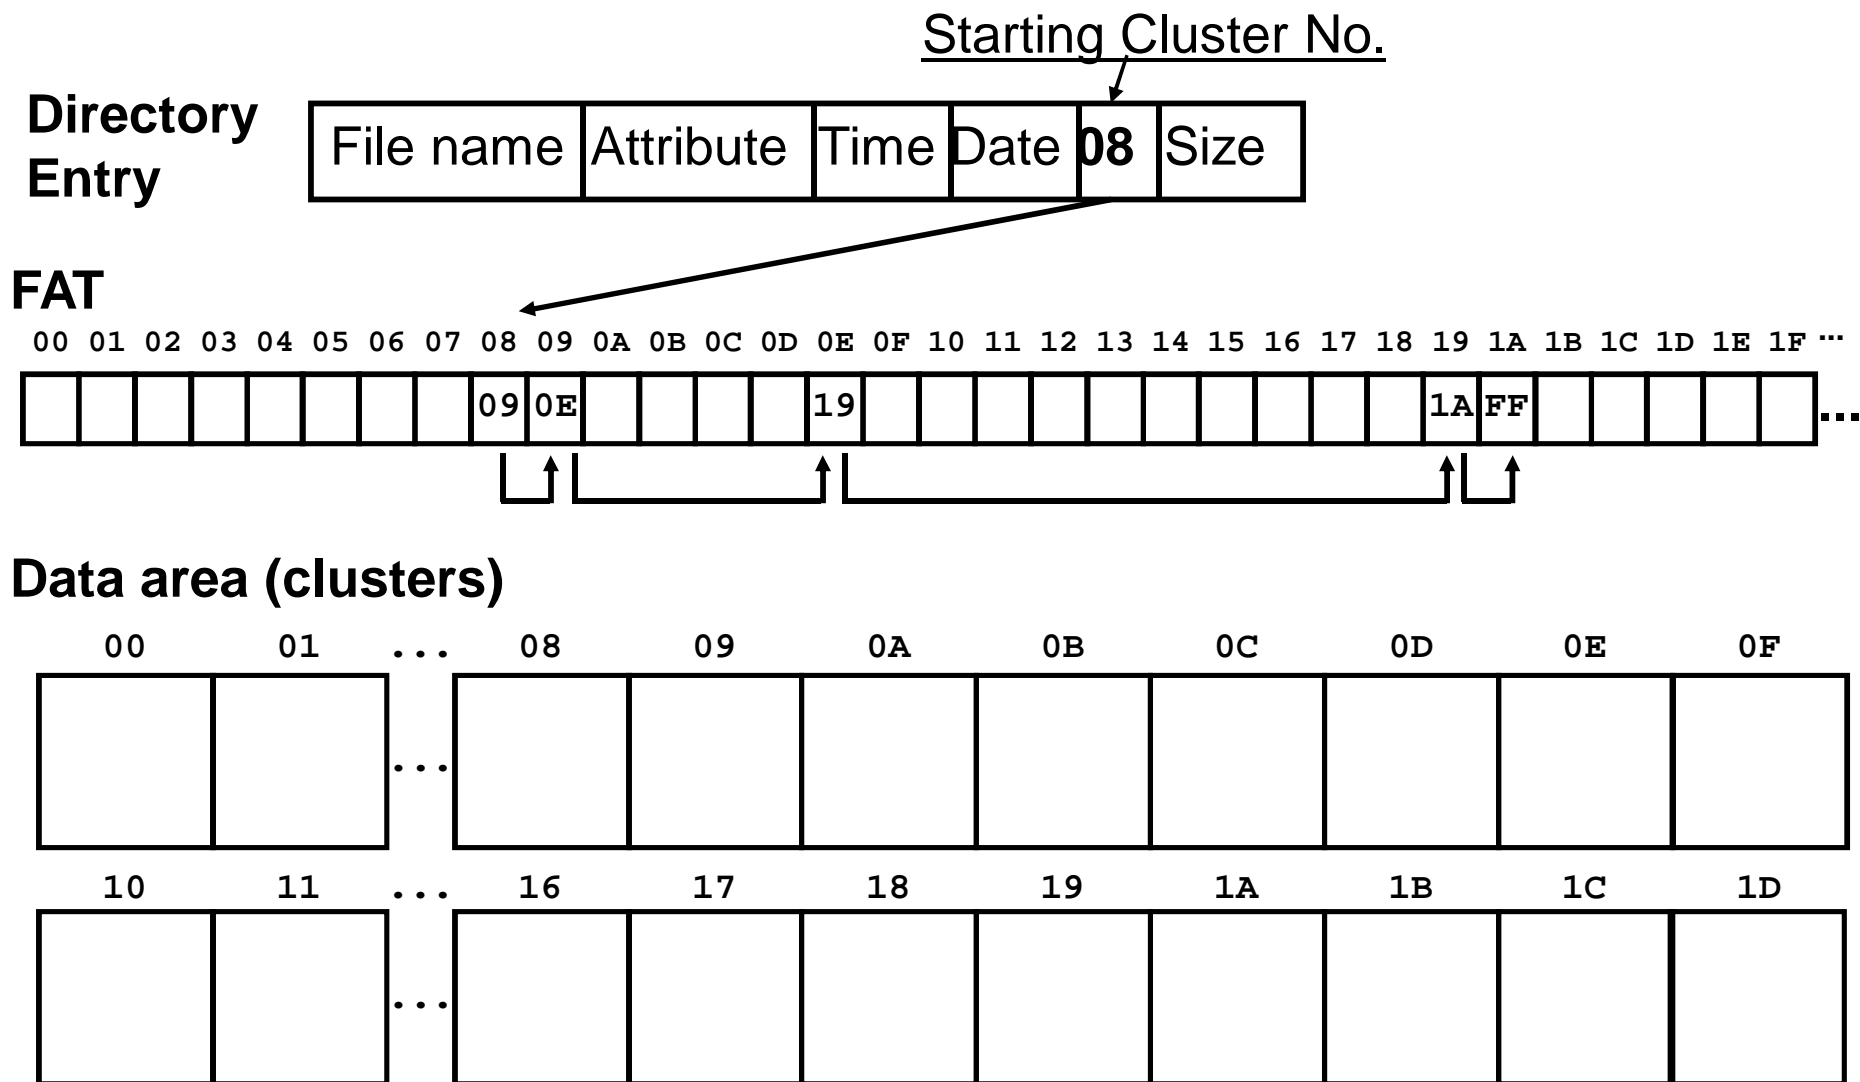 Starting Cluster No.
Directory
Entry
File name Attribute Time Date 08 Size
FAT
00 01 02 03 04 05 06 07 08 09 0A 0B 0C 0D 0E 0F 10 11 12 13 14 15 16 17 18 19 1A 1B 1C 1D 1E 1F ...
09 0E 19 1A FF ...
Data area (clusters)
00 01 ... 08 09 0A 0B 0C 0D 0E 0F
...
10 11 ... 16 17 18 19 1A 1B 1C 1D
...